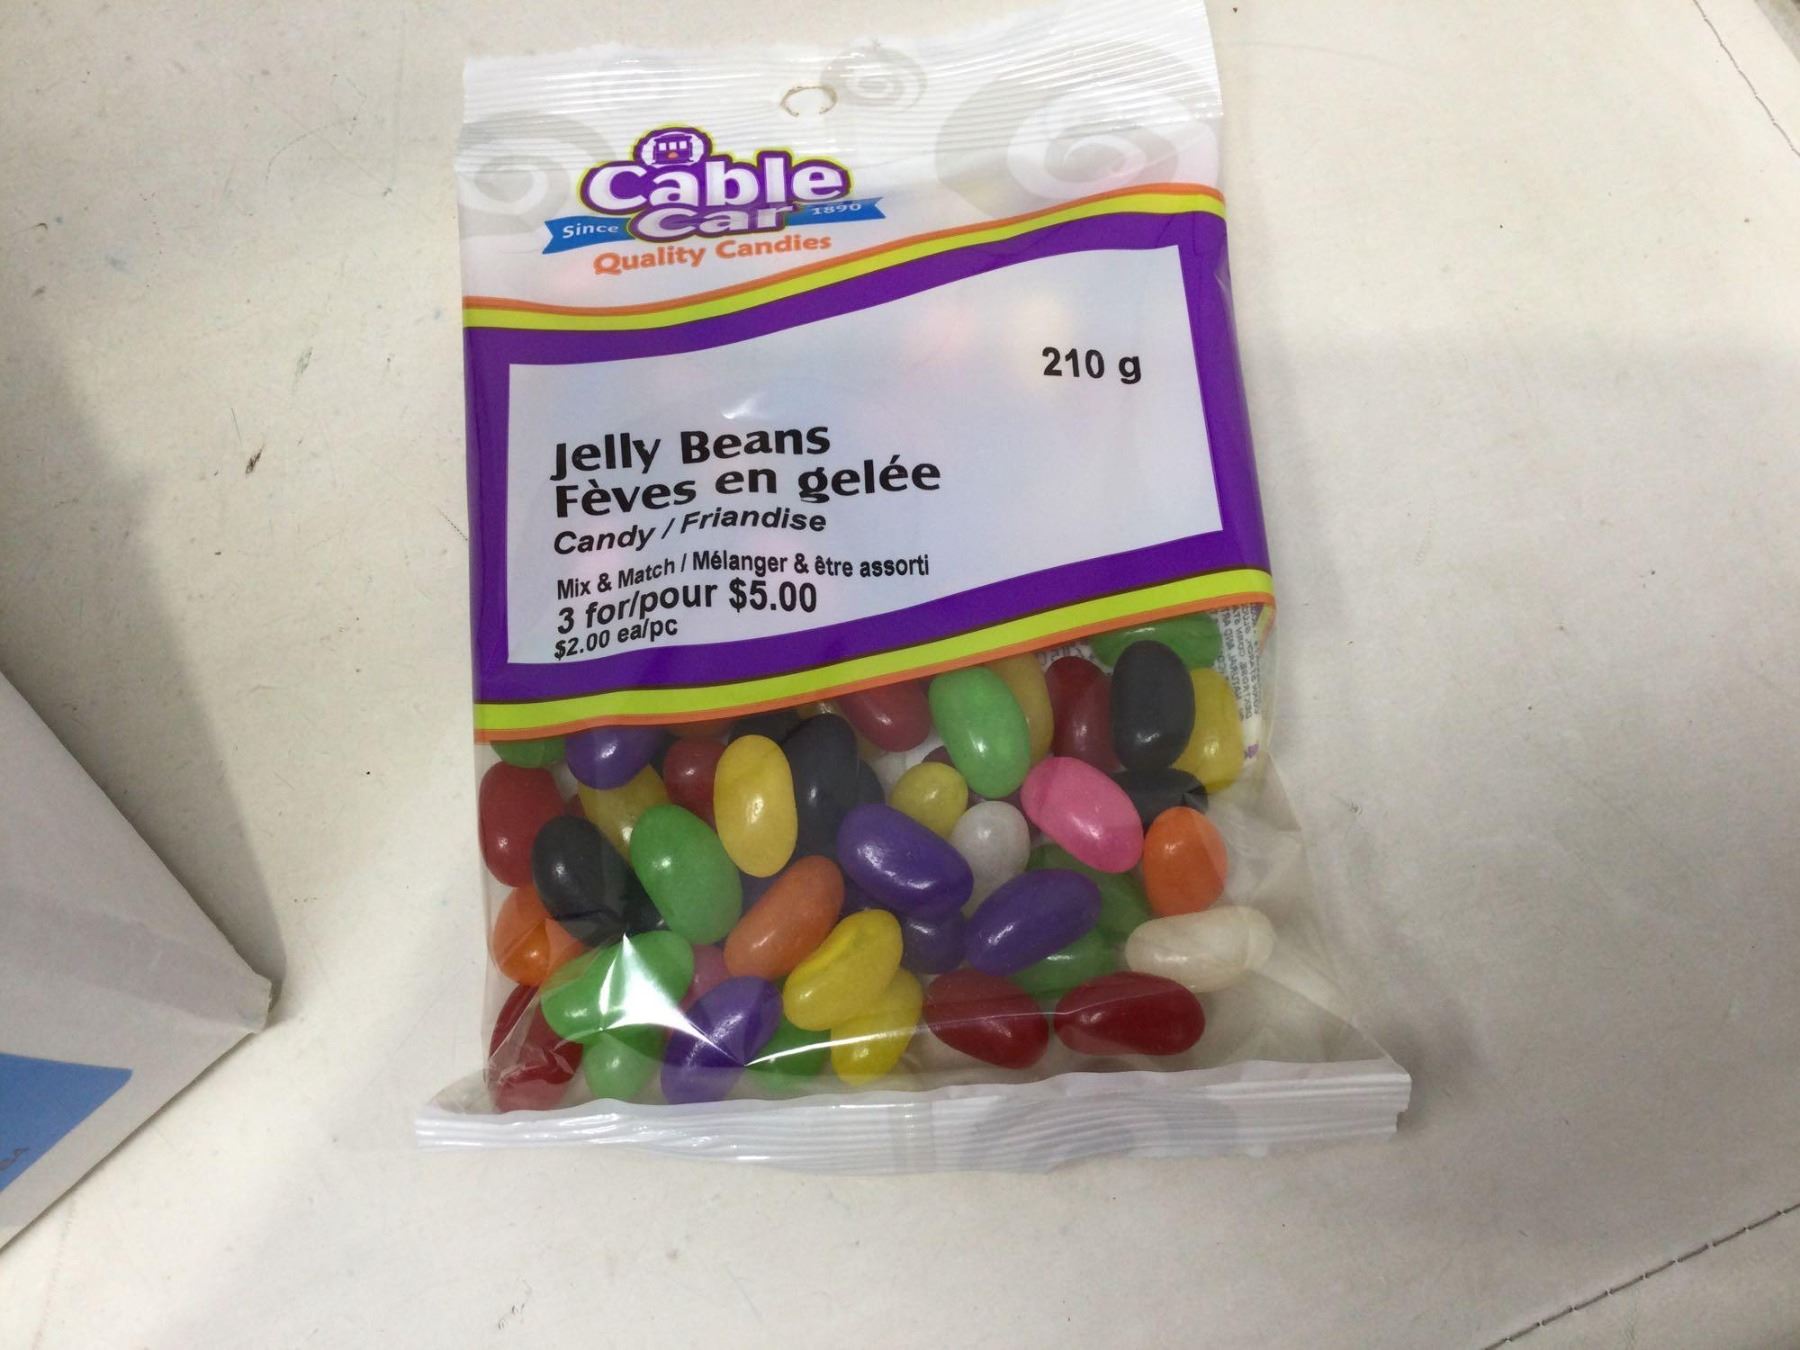 Cable
Car
Since 1890
Quality Candies
210 g
Jelly Beans
Fèves en gelée
Candy / Friandise
Mix & Match / Mélanger & être assorti
3 for/pour $5.00
$2.00 ea/pc